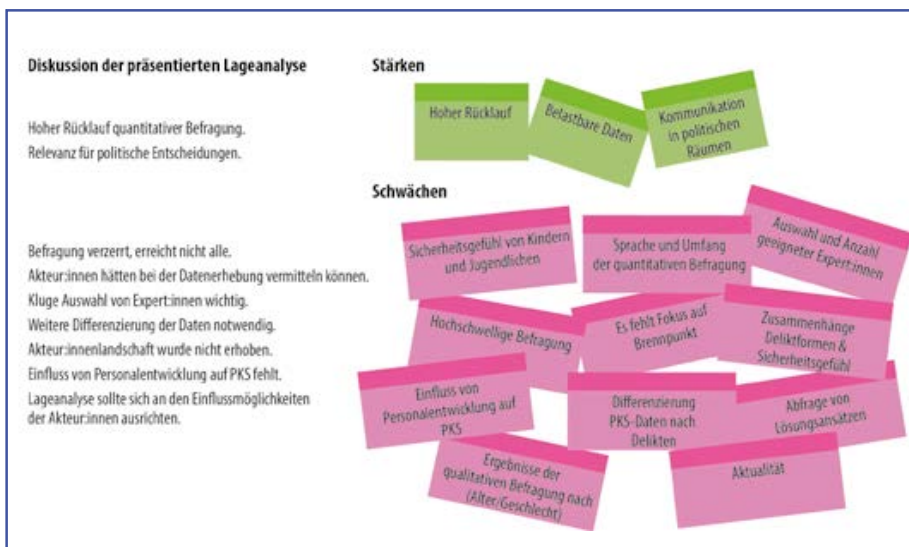 Diskussion der präsentierten Lageanalyse
Hoher Rücklauf quantitativer Befragung.
Relevanz für politische Entscheidungen.
Stärken
Hoher Rücklauf
Belastbare Daten
Kommunikation
in politischen
Räumen
Befragung verzerrt, erreicht nicht alle.
Akteur:innen hätten bei der Datenerhebung vermitteln können.
Kluge Auswahl von Expert:innen wichtig.
Weitere Differenzierung der Daten notwendig.
Akteur:innenlandschaft wurde nicht erhoben.
Einfluss von Personalentwicklung auf PKS fehlt.
Lageanalyse sollte sich an den Einflussmöglichkeiten
der Akteur:innen ausrichten.
Schwächen
Sicherheitsgefühl von Kindern
und Jugendlichen
Sprache und Umfang
der quantitativen Befragung
Auswahl und Anzahl
geeigneter Expert:innen
Hochschwellige Befragung
Es fehlt Fokus auf
Brennpunkt
Zusammenhänge
Deliktformen &
Sicherheitsgefühl
Einfluss von
Personalentwicklung auf
PKS
Differenzierung
PKS-Daten nach
Delikten
Abfrage von
Lösungsansätzen
Ergebnisse der
qualitativen Befragung nach
(Alter/Geschlecht)
Aktualität